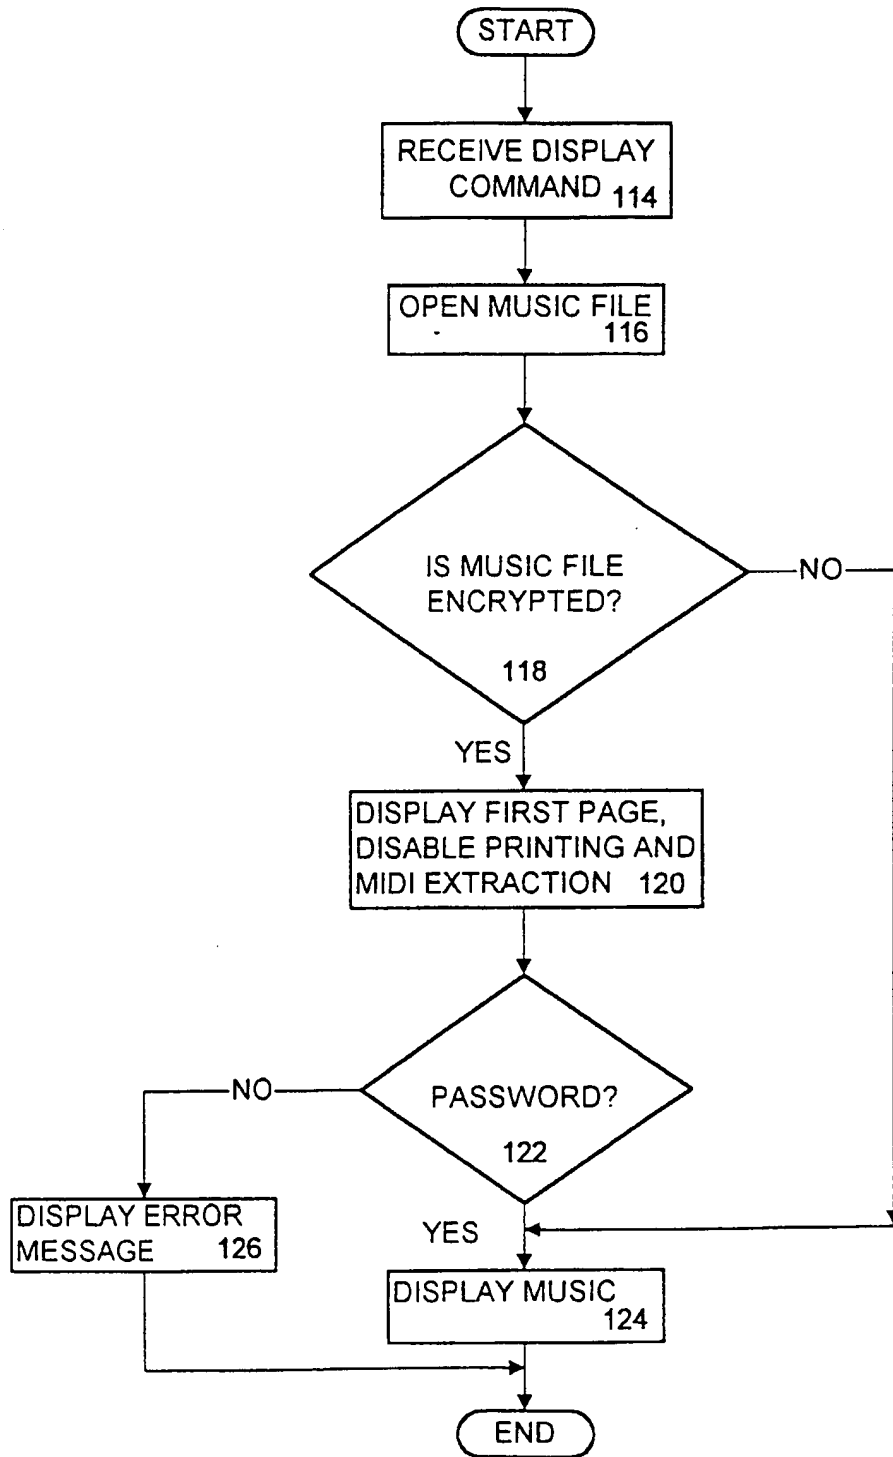 START
RECEIVE DISPLAY
COMMAND 114
OPEN MUSIC FILE
116
IS MUSIC FILE
ENCRYPTED?
118
NO
YES
DISPLAY FIRST PAGE,
DISABLE PRINTING AND
MIDI EXTRACTION 120
PASSWORD?
122
NO
YES
DISPLAY ERROR
MESSAGE 126
DISPLAY MUSIC
124
END